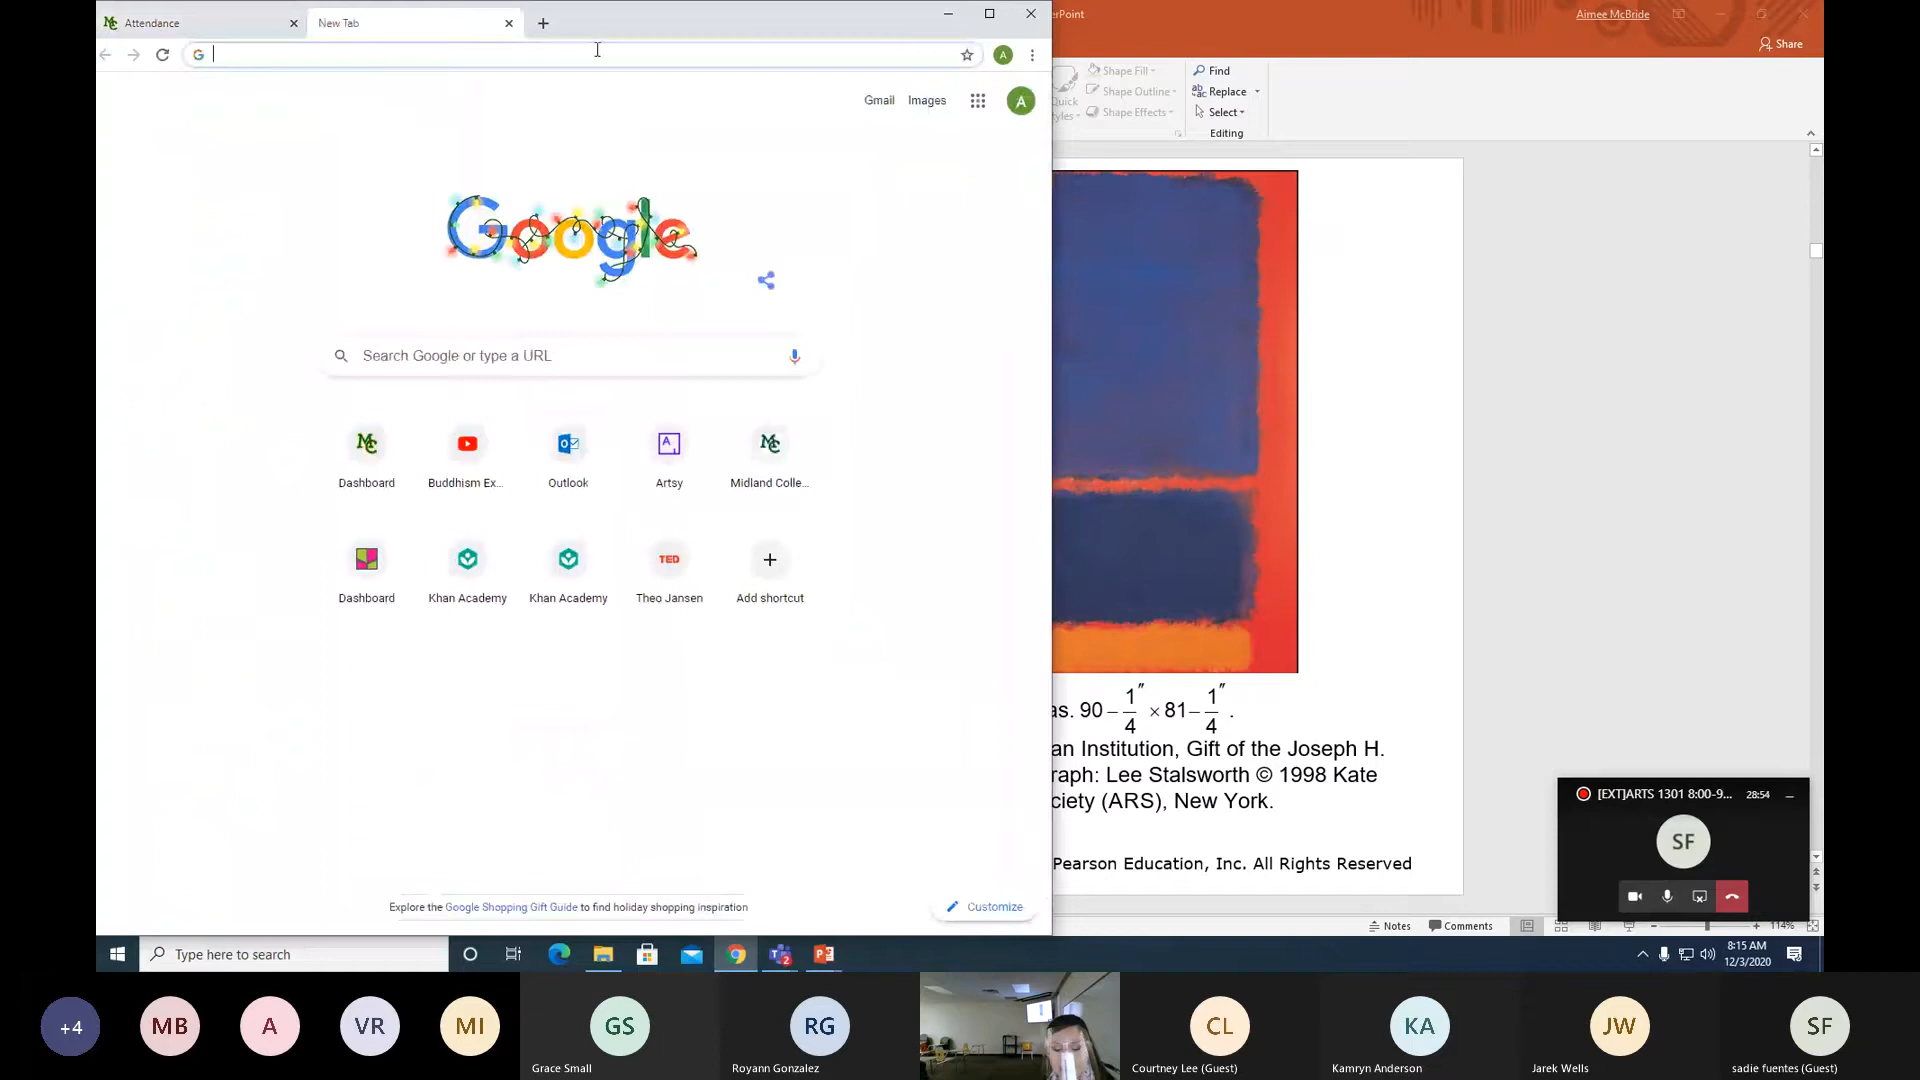 Attendance
New Tab
Gmail Images
A
A
Google
Search Google or type a URL
Dashboard Buddhism Ex... Outlook Artsy Midland Colle...
TED
Dashboard Khan Academy Khan Academy Theo Jansen Add shortcut
Explore the Google Shopping Gift Guide to find holiday shopping inspiration
Customize
erPoint
Aimee McBride
Share
Quick
tyles
Shape Fill
Shape Outline
Shape Effects
Find
Replace
Select
Editing
as. 90 – 1/4″ × 81– 1/4″ .
an Institution, Gift of the Joseph H.
raph: Lee Stalsworth © 1998 Kate
ciety (ARS), New York.
Pearson Education, Inc. All Rights Reserved
[EXT]ARTS 1301 8:00-9... 28:54
SF
Notes Comments
114%
Type here to search
8:15 AM
12/3/2020
+4 MB A VR MI GS RG CL KA JW SF
Grace Small Royann Gonzalez Courtney Lee (Guest) Kamryn Anderson Jarek Wells sadie fuentes (Guest)